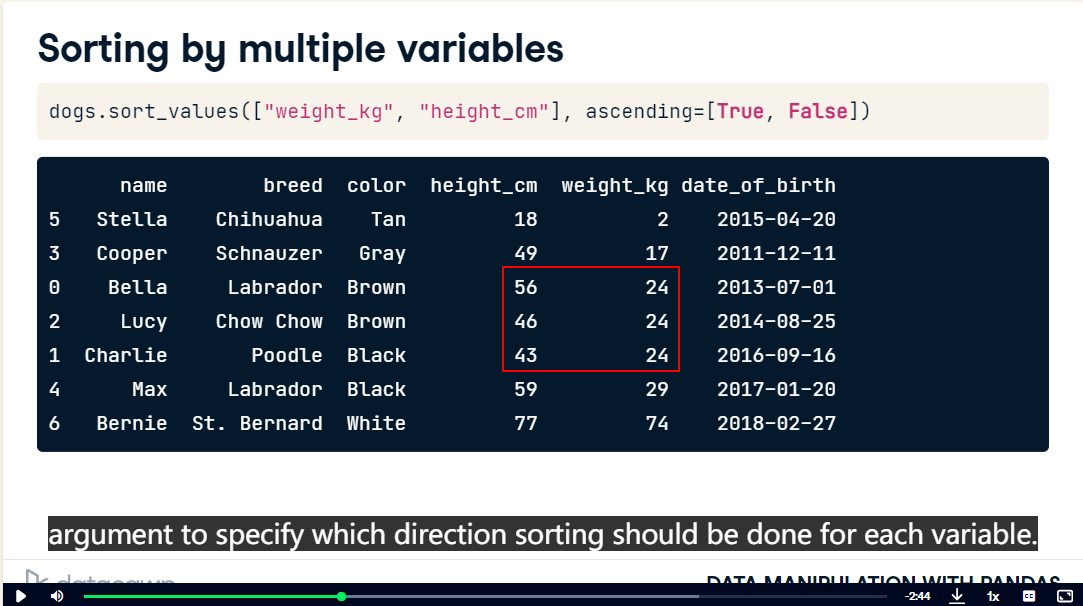 Sorting by multiple variables
dogs.sort_values(["weight_kg", "height_cm"], ascending=[True, False])
name breed color height_cm weight_kg date_of_birth
5 Stella Chihuahua Tan 18 2 2015-04-20
3 Cooper Schnauzer Gray 49 17 2011-12-11
0 Bella Labrador Brown 56 24 2013-07-01
2 Lucy Chow Chow Brown 46 24 2014-08-25
1 Charlie Poodle Black 43 24 2016-09-16
4 Max Labrador Black 59 29 2017-01-20
6 Bernie St. Bernard White 77 74 2018-02-27
argument to specify which direction sorting should be done for each variable.
datacamp DATA MANIPULATION WITH PANDAS
-2:44 1x CC